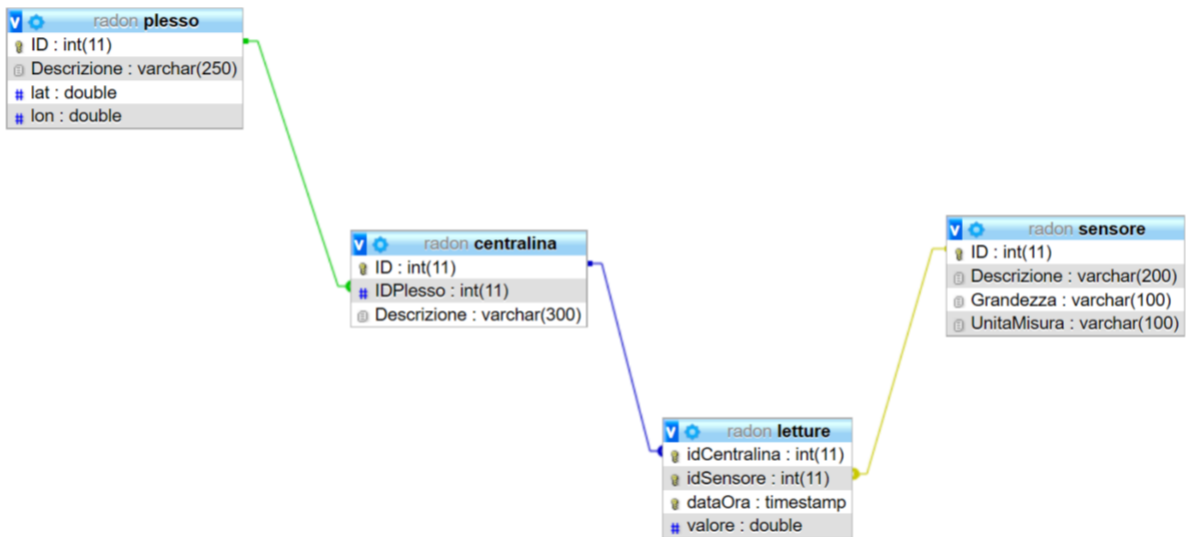 radon plesso
ID : int(11)
Descrizione : varchar(250)
lat : double
lon : double
radon centralina
ID : int(11)
IDPlesso : int(11)
Descrizione : varchar(300)
radon sensore
ID : int(11)
Descrizione : varchar(200)
Grandezza : varchar(100)
UnitaMisura : varchar(100)
radon letture
idCentralina : int(11)
idSensore : int(11)
dataOra : timestamp
valore : double